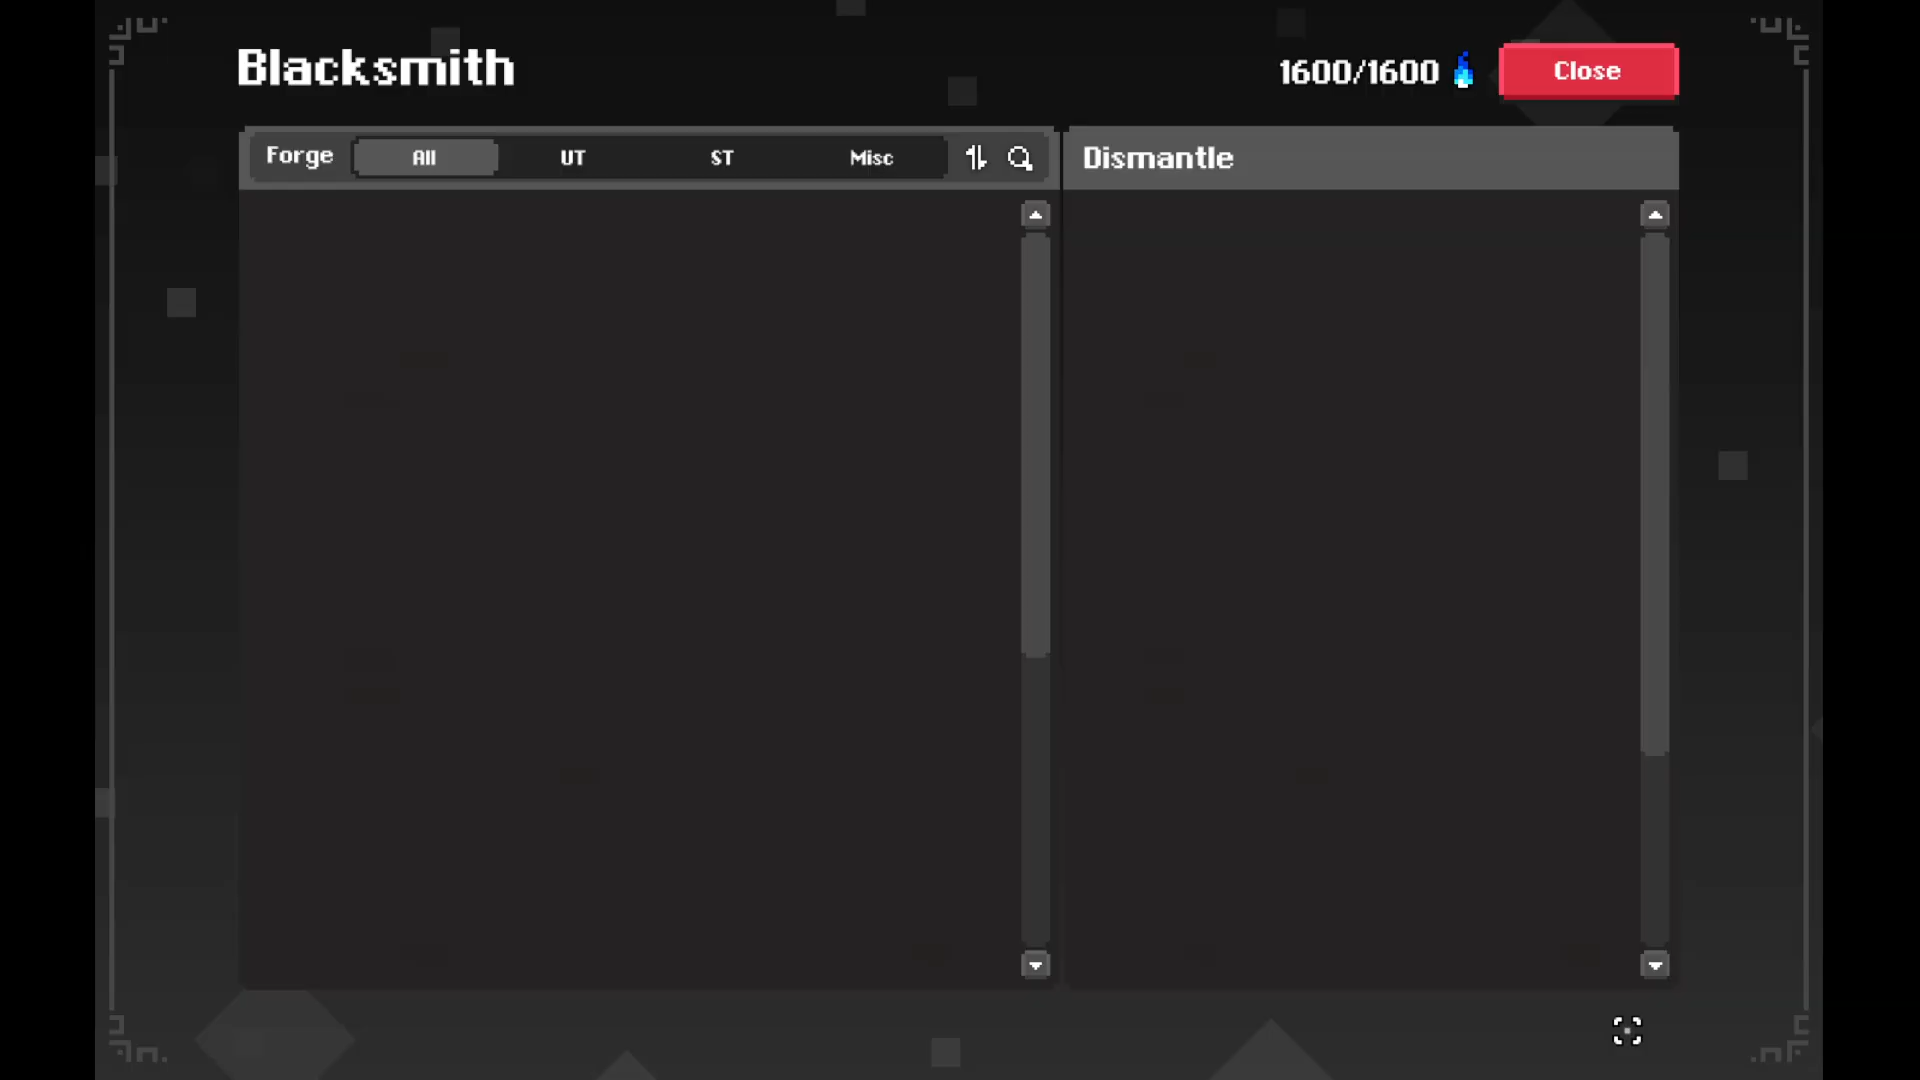 Blacksmith
1600/1600
Close
Forge
All
UT
ST
Misc
Dismantle